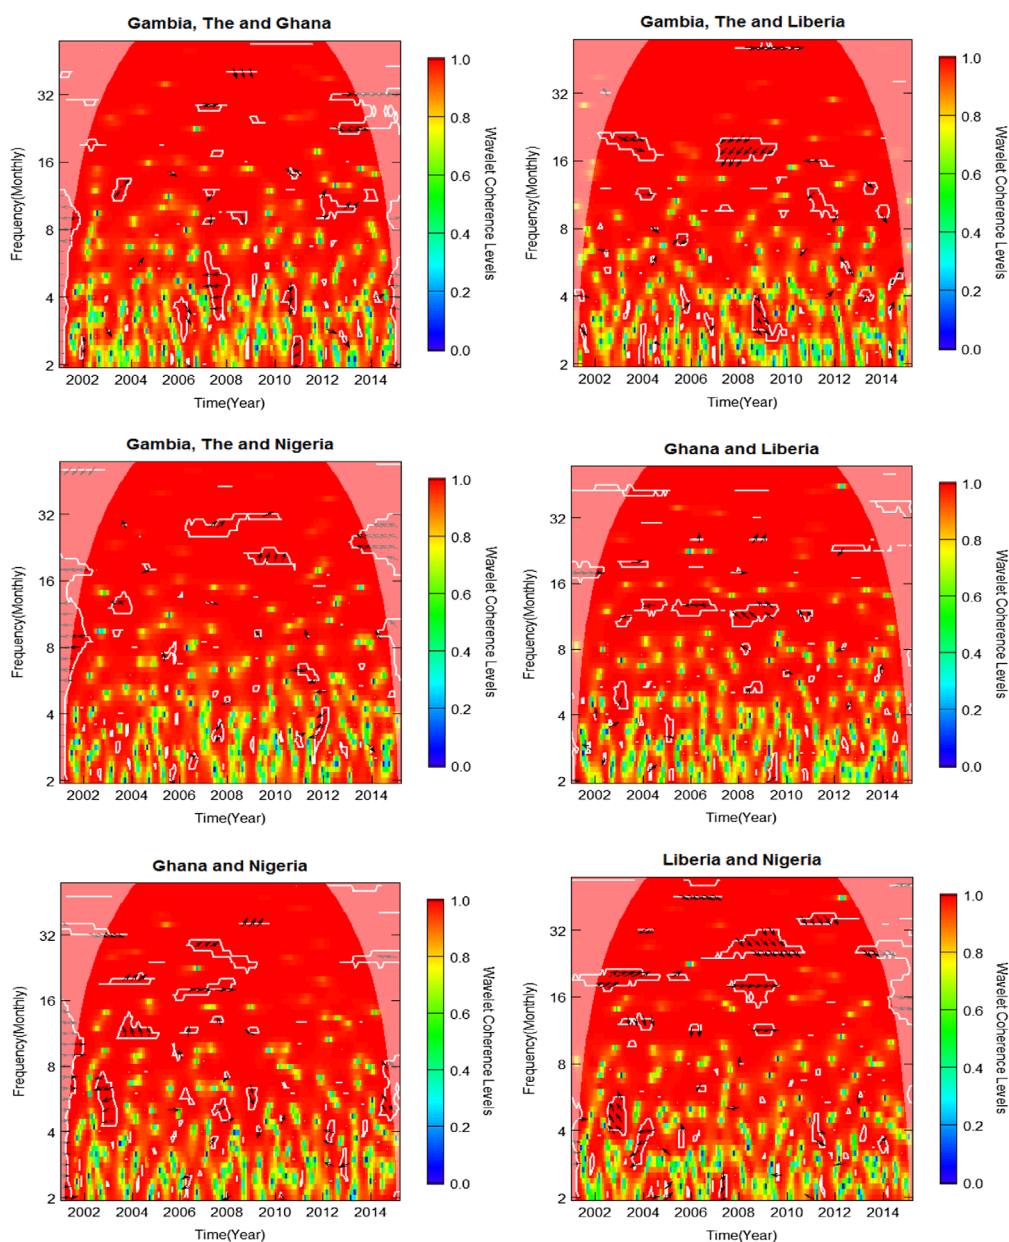 Gambia, The and Ghana
Frequency(Monthly)
32
16
8
4
2
2002 2004 2006 2008 2010 2012 2014
Time(Year)
1.0
0.8
0.6
0.4
0.2
0.0
Wavelet Coherence Levels
Gambia, The and Liberia
Frequency(Monthly)
32
16
8
4
2
2002 2004 2006 2008 2010 2012 2014
Time(Year)
1.0
0.8
0.6
0.4
0.2
0.0
Wavelet Coherence Levels
Gambia, The and Nigeria
Frequency(Monthly)
32
16
8
4
2
2002 2004 2006 2008 2010 2012 2014
Time(Year)
1.0
0.8
0.6
0.4
0.2
0.0
Wavelet Coherence Levels
Ghana and Liberia
Frequency(Monthly)
32
16
8
4
2
2002 2004 2006 2008 2010 2012 2014
Time(Year)
1.0
0.8
0.6
0.4
0.2
0.0
Wavelet Coherence Levels
Ghana and Nigeria
Frequency(Monthly)
32
16
8
4
2
2002 2004 2006 2008 2010 2012 2014
Time(Year)
1.0
0.8
0.6
0.4
0.2
0.0
Wavelet Coherence Levels
Liberia and Nigeria
Frequency(Monthly)
32
16
8
4
2
2002 2004 2006 2008 2010 2012 2014
Time(Year)
1.0
0.8
0.6
0.4
0.2
0.0
Wavelet Coherence Levels